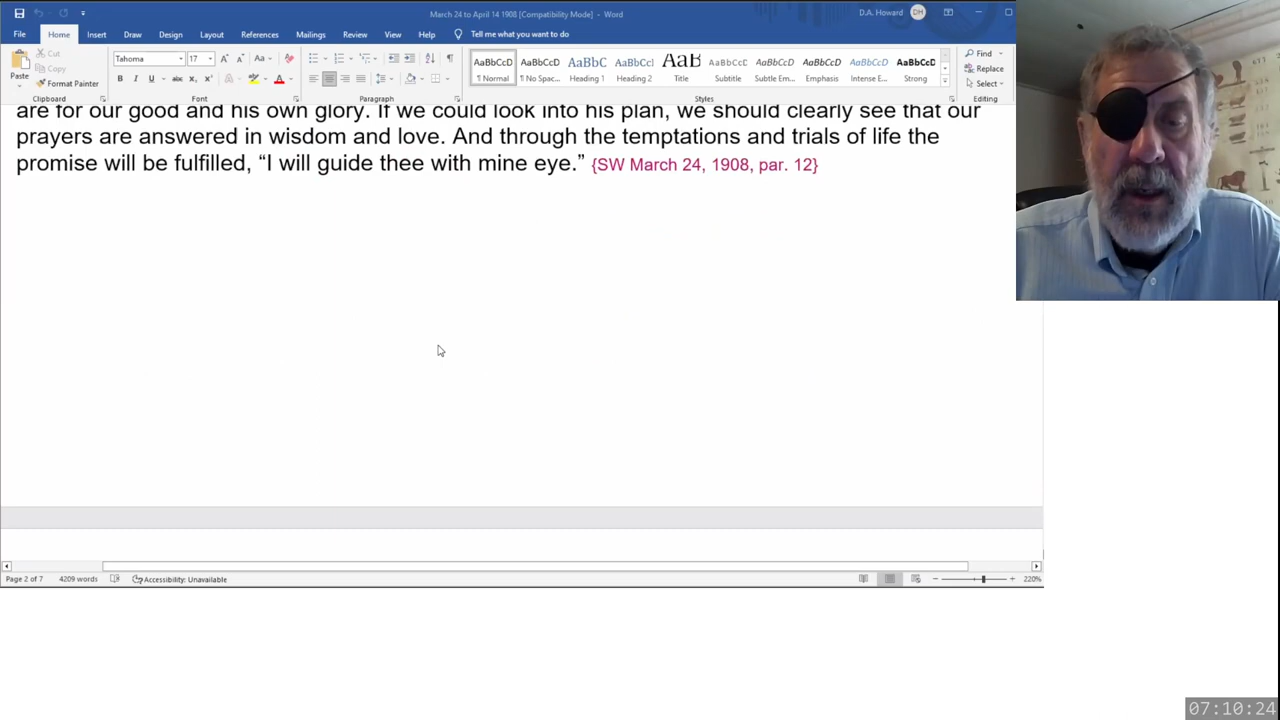 March 24 to April 14 1908 [Compatibility Mode] - Word
D.A. Howard
DH
File Home Insert Draw Design Layout References Mailings Review View Help Tell me what you want to do
Paste
Cut
Copy
Format Painter
Clipboard
Tahoma 17
Font
Paragraph
AaBbCcD AaBbCcD AaBbC AaBbCcl AaB AaBbCcD AaBbCcD AaBbCcD AaBbCcD AaBbCcD
¶ Normal ¶ No Spac... Heading 1 Heading 2 Title Subtitle Subtle Em... Emphasis Intense E... Strong
Styles
Find
Replace
Select
Editing
are for our good and his own glory. If we could look into his plan, we should clearly see that our
prayers are answered in wisdom and love. And through the temptations and trials of life the
promise will be fulfilled, “I will guide thee with mine eye.” {SW March 24, 1908, par. 12}
Page 2 of 7 4209 words Accessibility: Unavailable 220%
07:10:24